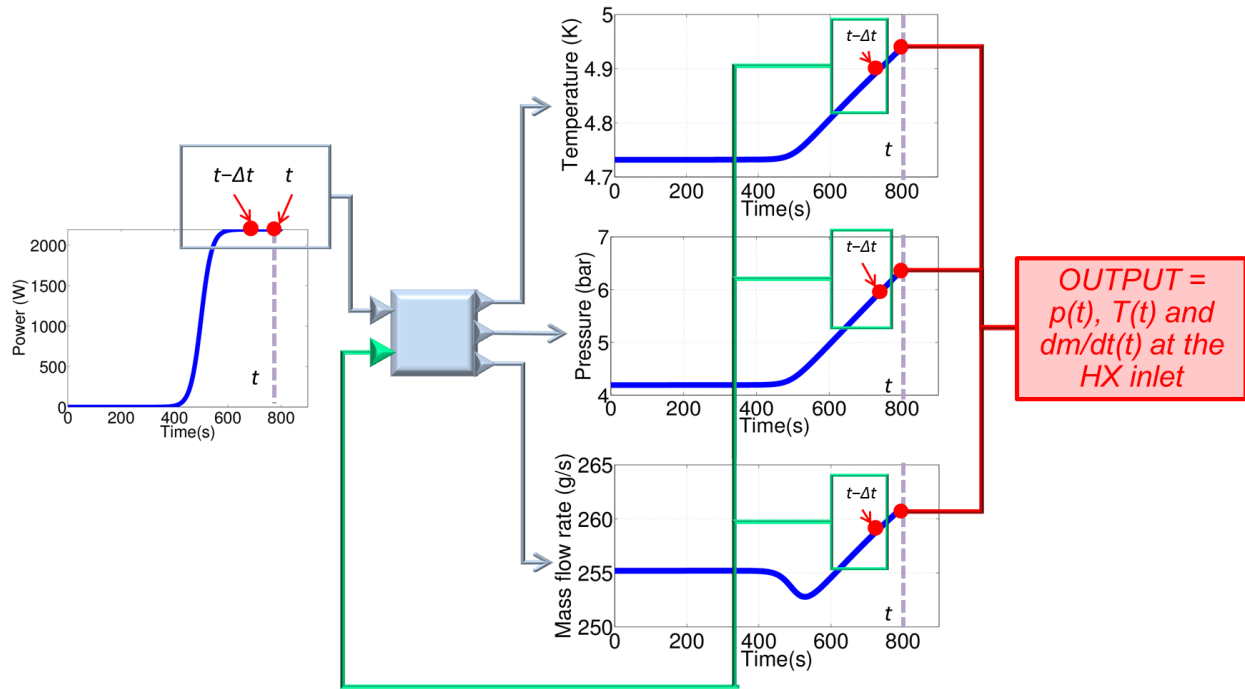 Power (W)
2000
1500
1000
500
0
0 200 400 600 800
Time(s)
t−Δt t
t
Temperature (K)
5
4.9
4.8
4.7
0 200 400 600 800
Time(s)
t−Δt
t
Pressure (bar)
7
6
5
4
0 200 400 600 800
Time(s)
t−Δt
t
Mass flow rate (g/s)
265
260
255
250
0 200 400 600 800
Time(s)
t−Δt
t
OUTPUT =
p(t), T(t) and
dm/dt(t) at the
HX inlet